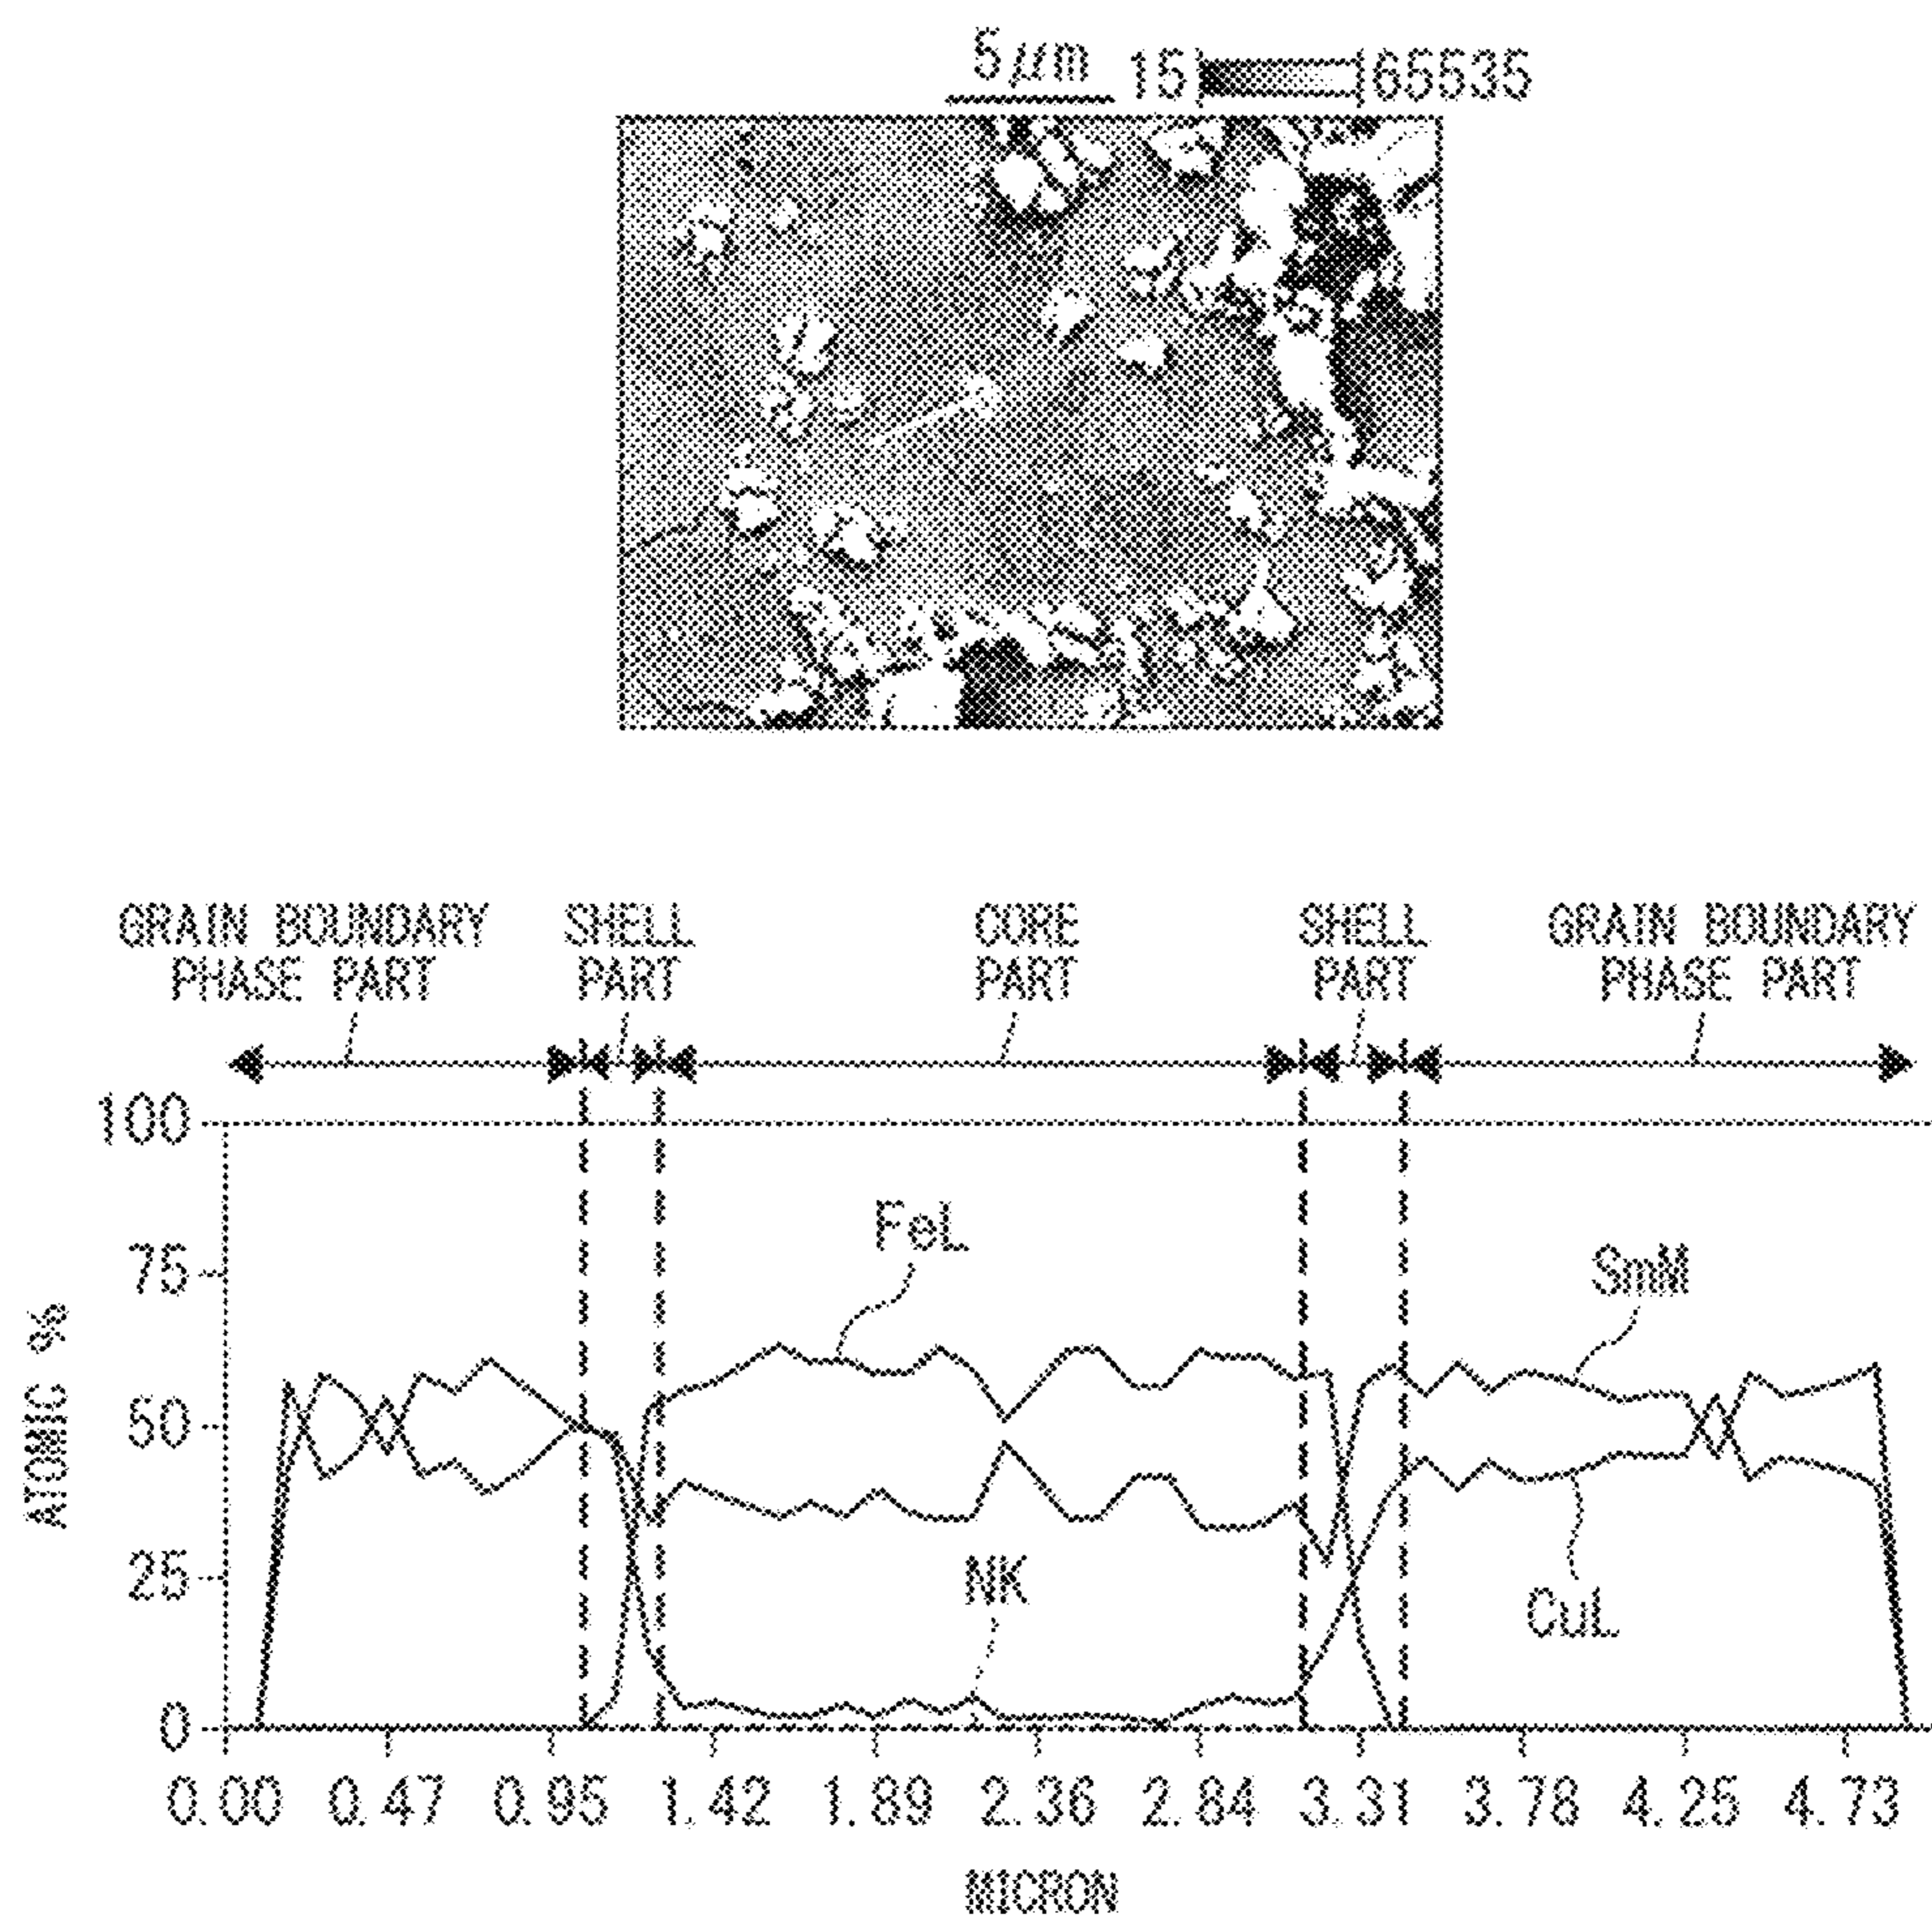 5μm 15 65535
GRAIN BOUNDARY PHASE PART
SHELL PART
CORE PART
SHELL PART
GRAIN BOUNDARY PHASE PART
100
75
50
25
0
ATOMIC %
FeL
SmM
NK
CuL
0.00 0.47 0.95 1.42 1.89 2.36 2.84 3.31 3.78 4.25 4.73
MICRON